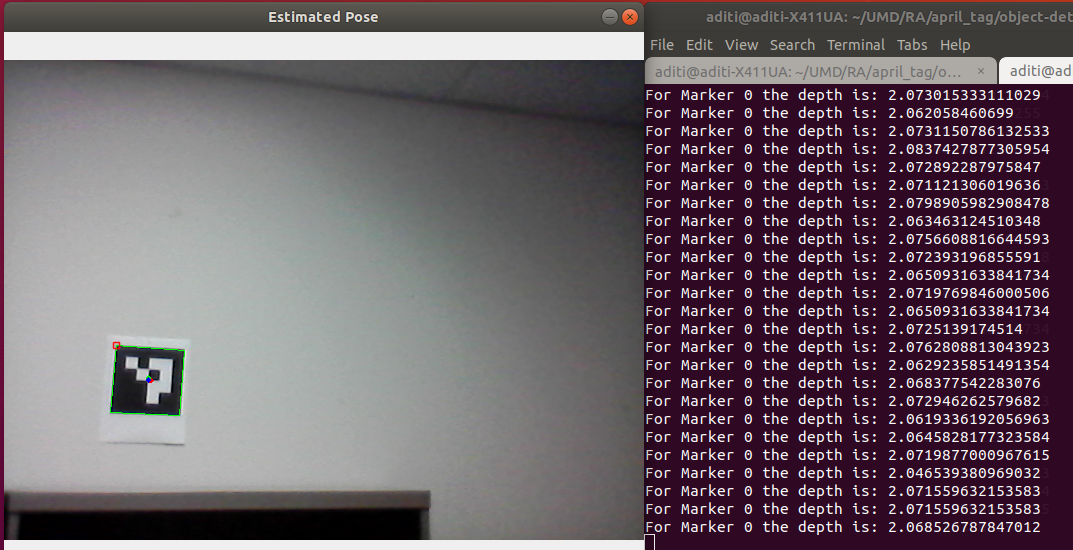 Estimated Pose
aditi@aditi-X411UA: ~/UMD/RA/april_tag/object-det
File Edit View Search Terminal Tabs Help
aditi@aditi-X411UA: ~/UMD/RA/april_tag/o... × aditi@ad
For Marker 0 the depth is: 2.073015333111029
For Marker 0 the depth is: 2.062058460699
For Marker 0 the depth is: 2.0731150786132533
For Marker 0 the depth is: 2.0837427877305954
For Marker 0 the depth is: 2.072892287975847
For Marker 0 the depth is: 2.071121306019636
For Marker 0 the depth is: 2.0798905982908478
For Marker 0 the depth is: 2.063463124510348
For Marker 0 the depth is: 2.0756608816644593
For Marker 0 the depth is: 2.072393196855591
For Marker 0 the depth is: 2.0650931633841734
For Marker 0 the depth is: 2.0719769846000506
For Marker 0 the depth is: 2.0650931633841734
For Marker 0 the depth is: 2.0725139174514
For Marker 0 the depth is: 2.0762808813043923
For Marker 0 the depth is: 2.0629235851491354
For Marker 0 the depth is: 2.068377542283076
For Marker 0 the depth is: 2.072946262579682
For Marker 0 the depth is: 2.0619336192056963
For Marker 0 the depth is: 2.0645828177323584
For Marker 0 the depth is: 2.0719877000967615
For Marker 0 the depth is: 2.046539380969032
For Marker 0 the depth is: 2.071559632153583
For Marker 0 the depth is: 2.071559632153583
For Marker 0 the depth is: 2.068526787847012